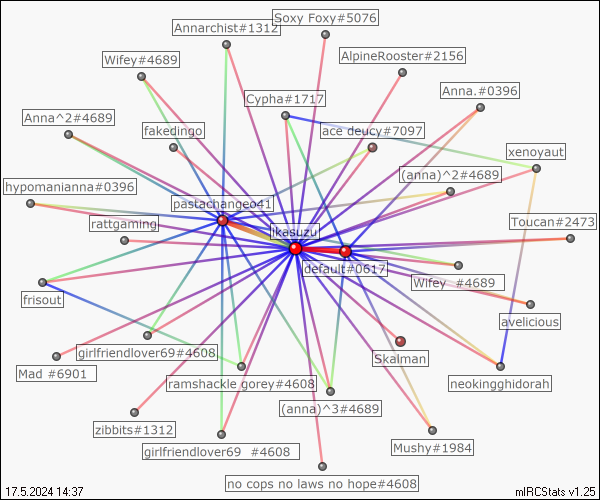 Soxy Foxy#5076
Annarchist#1312
Wifey#4689
AlpineRooster#2156
Anna.#0396
Cypha#1717
Anna^2#4689
fakedingo
ace deucy#7097
xenoyaut
(anna)^2#4689
hypomanianna#0396
pastachangeo41
rattgaming
ikasuzu
Toucan#2473
default#0617
Wifey #4689
frisout
avelicious
girlfriendlover69#4608
Skalman
Mad #6901
ramshackle gorey#4608
neokingghidorah
(anna)^3#4689
zibbits#1312
Mushy#1984
girlfriendlover69 #4608
no cops no laws no hope#4608
17.5.2024 14:37
mIRCStats v1.25